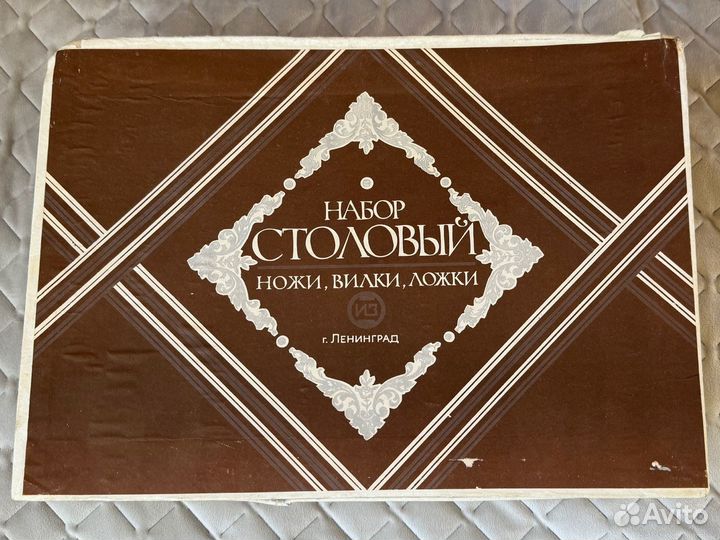 НАБОР
СТОЛОВЫЙ
НОЖИ, ВИЛКИ, ЛОЖКИ
ИЗ
г. ЛЕНИНГРАД
Avito